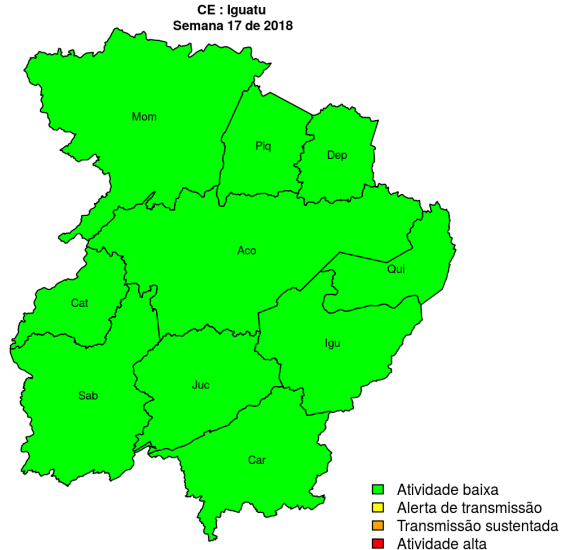 CE : Iguatu
Semana 17 de 2018
Mom
Piq
Dep
Aco
Qui
Cat
Igu
Sab
Juc
Car
Atividade baixa
Alerta de transmissão
Transmissão sustentada
Atividade alta